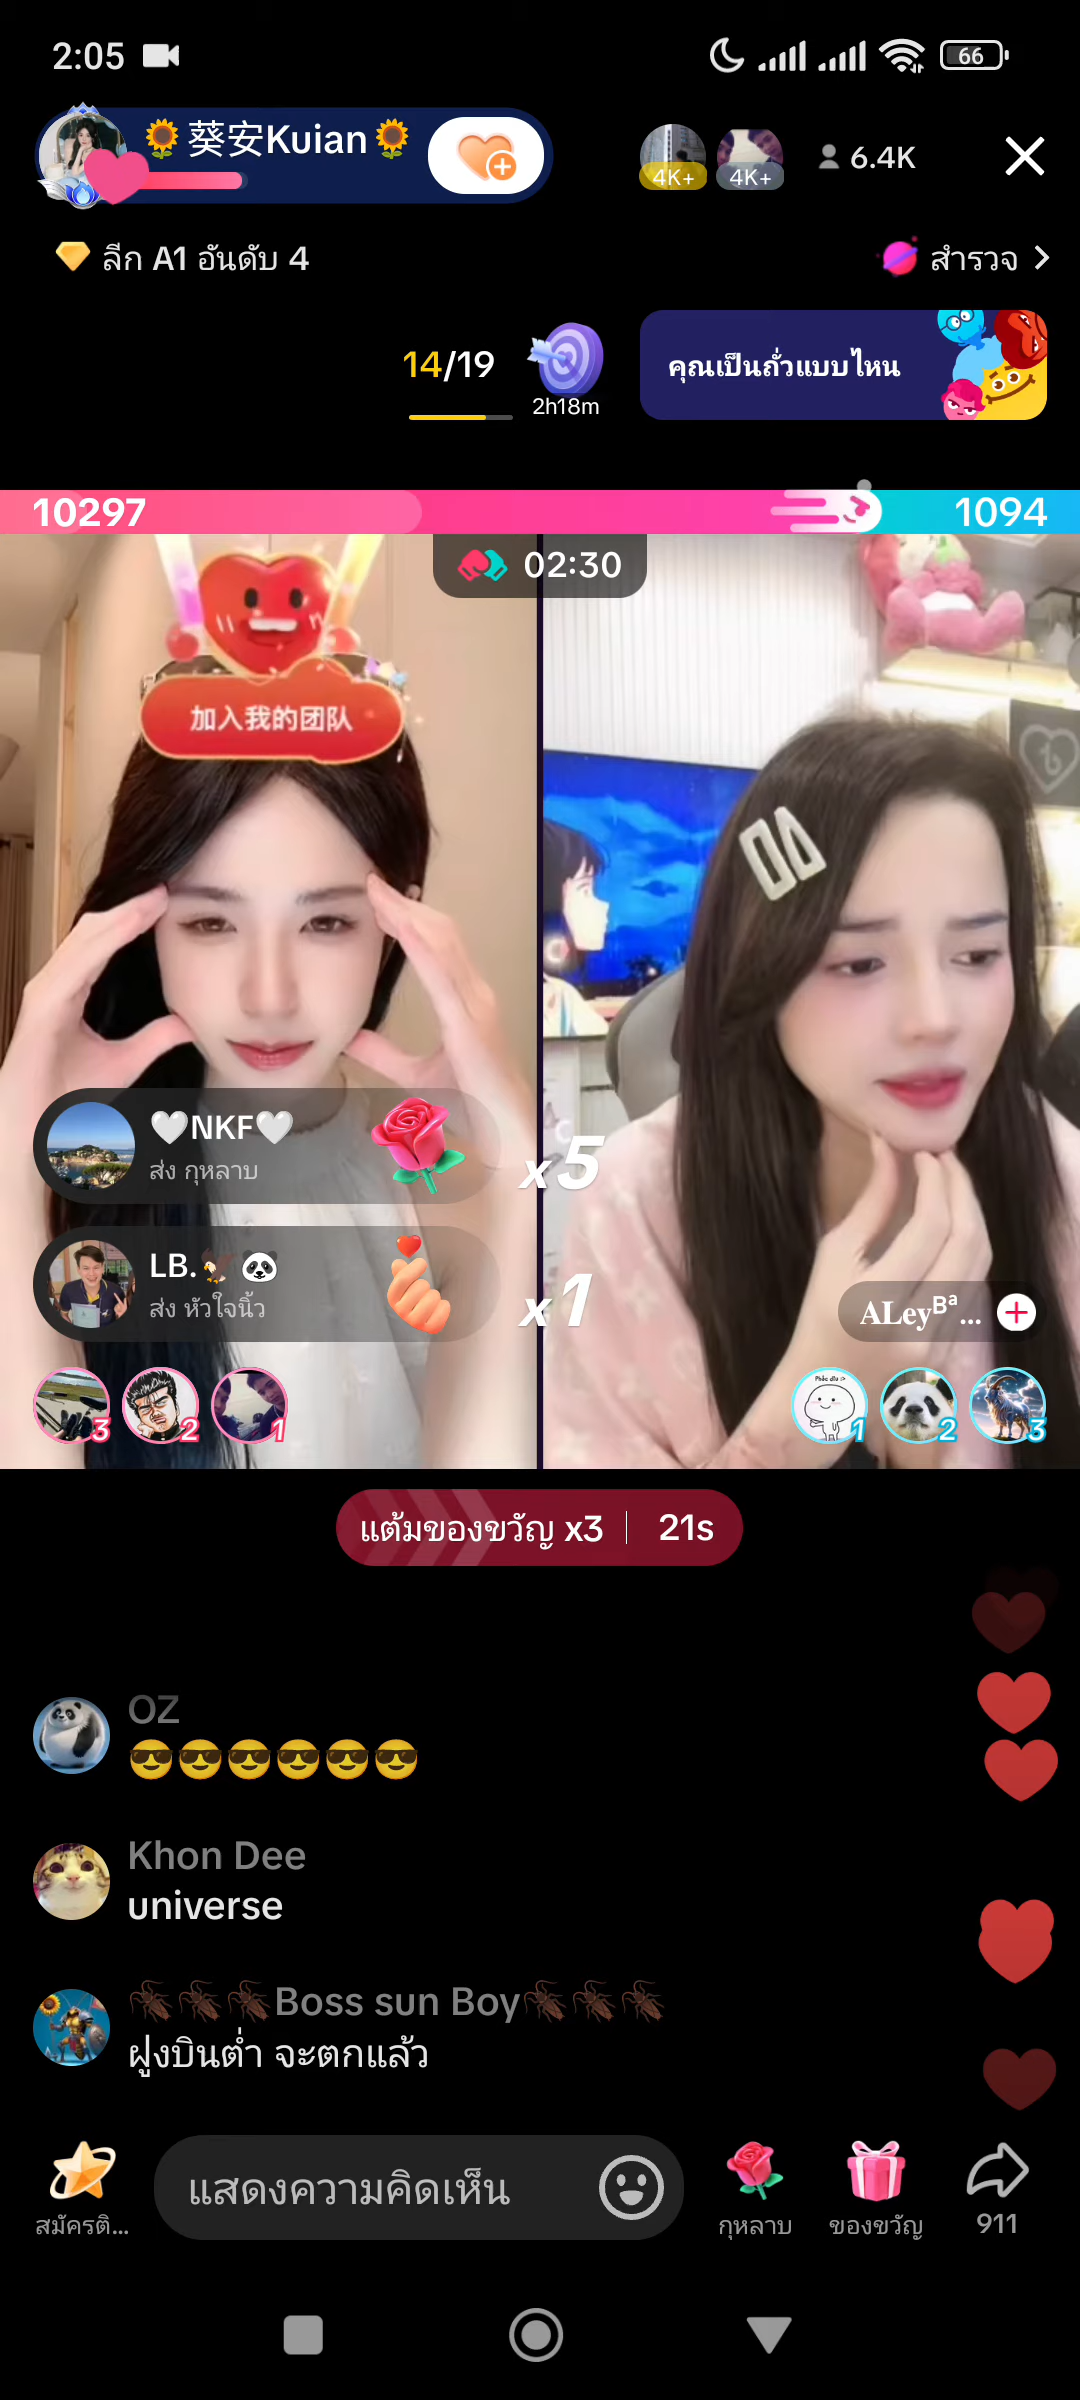 2:05
66
🌻葵安Kuian🌻
4K+
4K+
6.4K
ลีก A1 อันดับ 4
สำรวจ
14/19
2h18m
คุณเป็นถั่วแบบไหน
10297
1094
02:30
加入我的团队
🤍NKF🤍
ส่ง กุหลาบ
x5
LB.🦅🐼
ส่ง หัวใจนิ้ว
x1
ALeyᴮᵃ...
3
2
1
1
2
3
แต้มของขวัญ x3
21s
OZ
😎😎😎😎😎😎
Khon Dee
universe
🪳🪳🪳Boss sun Boy🪳🪳🪳
ฝูงบินต่ำ จะตกแล้ว
แสดงความคิดเห็น
สมัครติ...
กุหลาบ
ของขวัญ
911